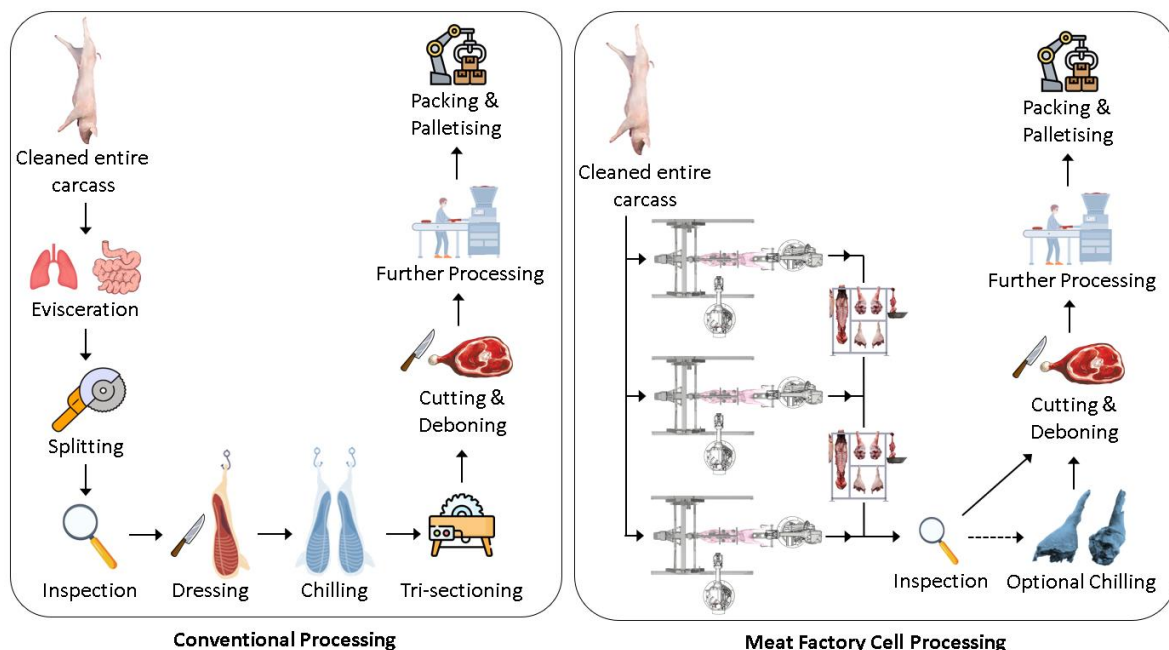 Cleaned entire
carcass
Evisceration
Splitting
Inspection
Dressing
Chilling
Tri-sectioning
Cutting &
Deboning
Further Processing
Packing &
Palletising
Conventional Processing
Cleaned entire
carcass
Inspection
Optional Chilling
Cutting &
Deboning
Further Processing
Packing &
Palletising
Meat Factory Cell Processing